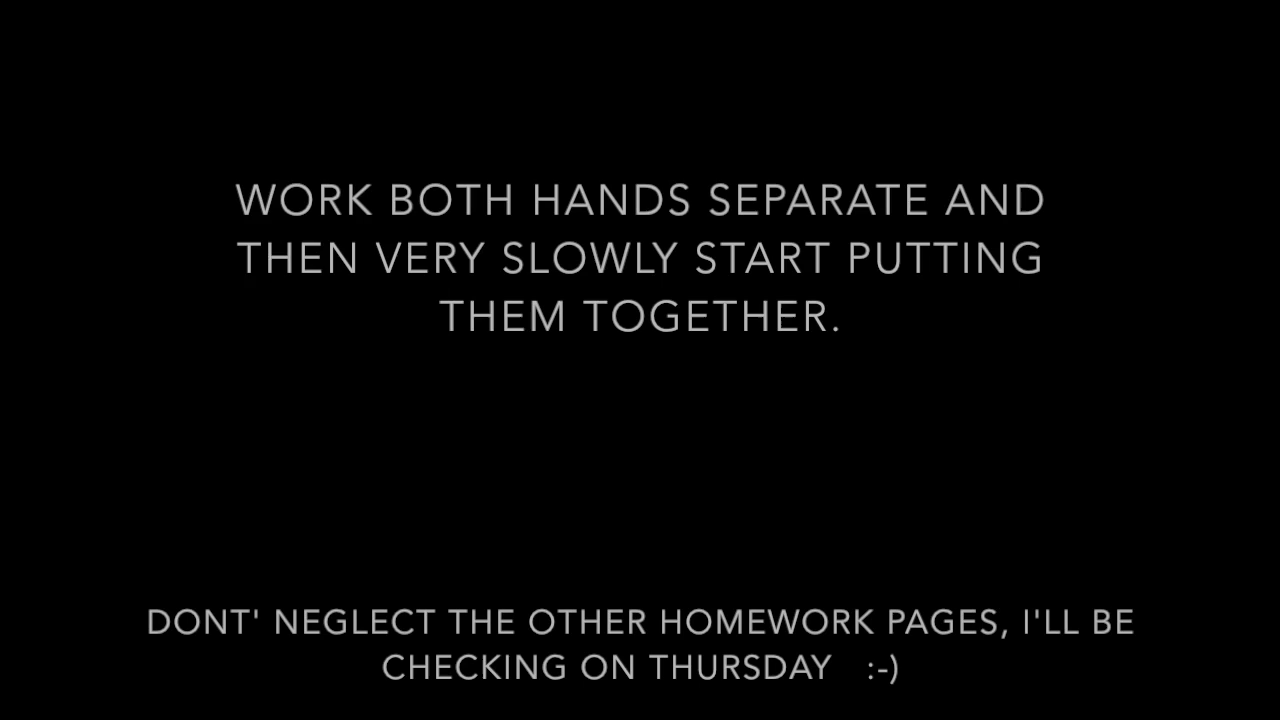 WORK BOTH HANDS SEPARATE AND
THEN VERY SLOWLY START PUTTING
THEM TOGETHER.
DONT' NEGLECT THE OTHER HOMEWORK PAGES, I'LL BE
CHECKING ON THURSDAY :-)